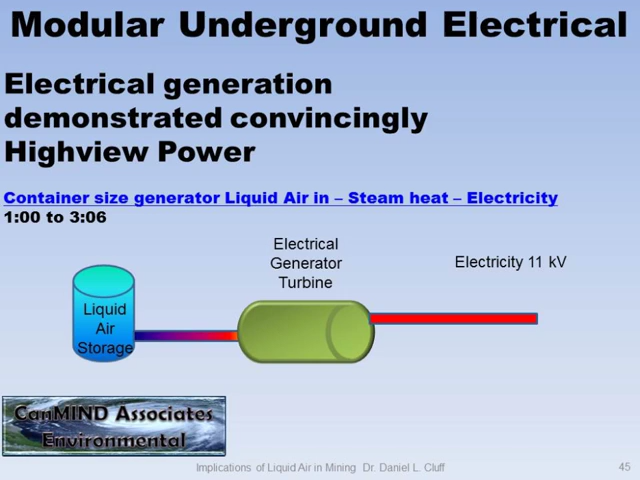 Modular Underground Electrical
Electrical generation
demonstrated convincingly
Highview Power
Container size generator Liquid Air in – Steam heat – Electricity
1:00 to 3:06
Electrical
Generator
Turbine
Electricity 11 kV
Liquid
Air
Storage
CanMIND Associates
Environmental
Implications of Liquid Air in Mining Dr. Daniel L. Cluff
45